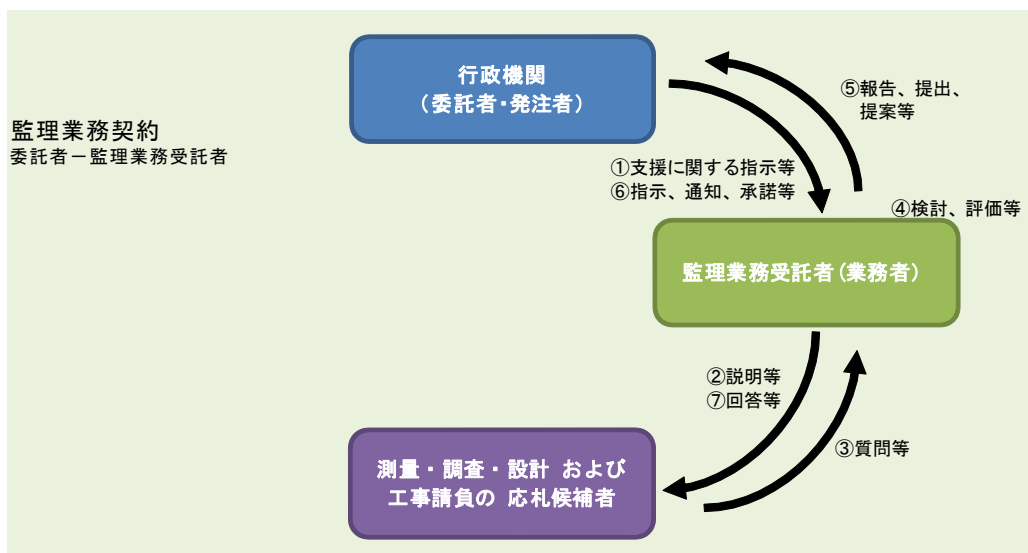 行政機関
（委託者・発注者）
⑤報告、提出、
提案等
監理業務契約
委託者－監理業務受託者
①支援に関する指示等
⑥指示、通知、承諾等
④検討、評価等
監理業務受託者（業務者）
②説明等
⑦回答等
③質問等
測量・調査・設計 および
工事請負の 応札候補者